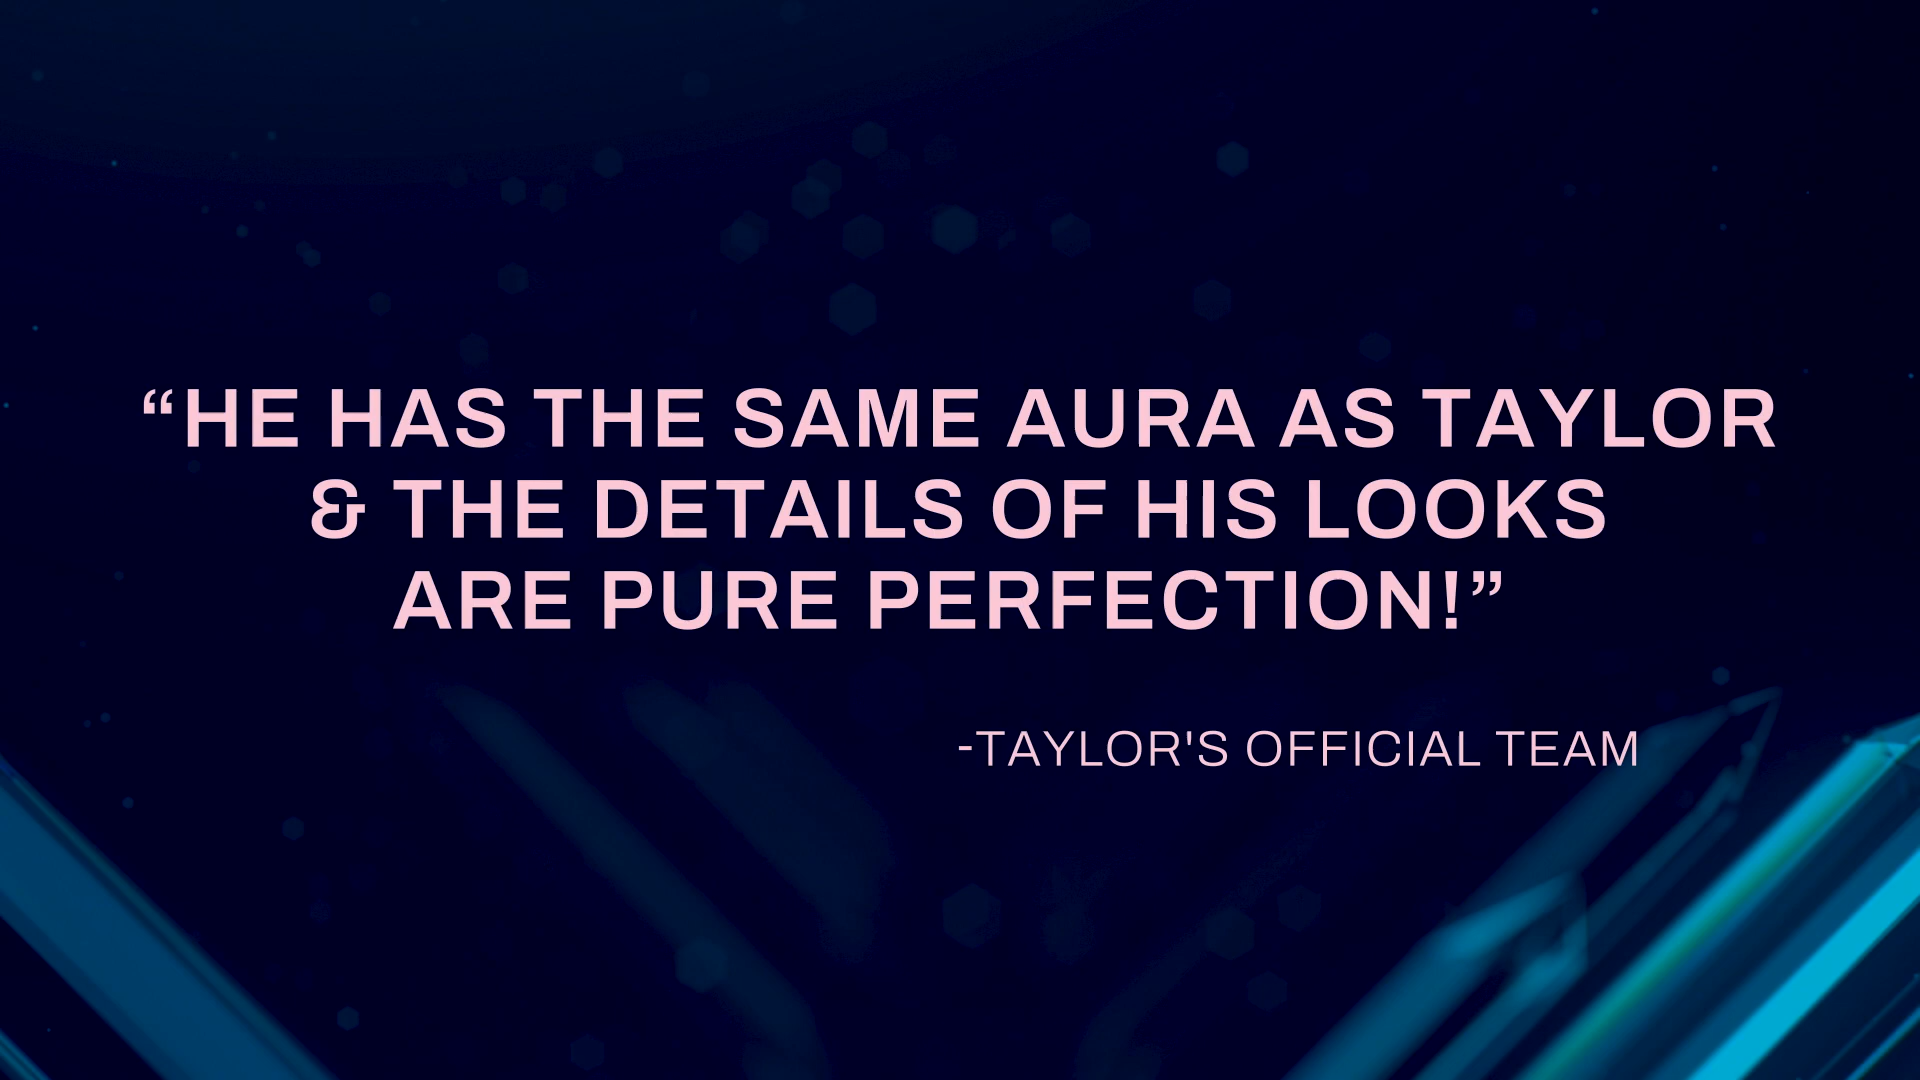 “HE HAS THE SAME AURA AS TAYLOR
& THE DETAILS OF HIS LOOKS
ARE PURE PERFECTION!”
-TAYLOR'S OFFICIAL TEAM